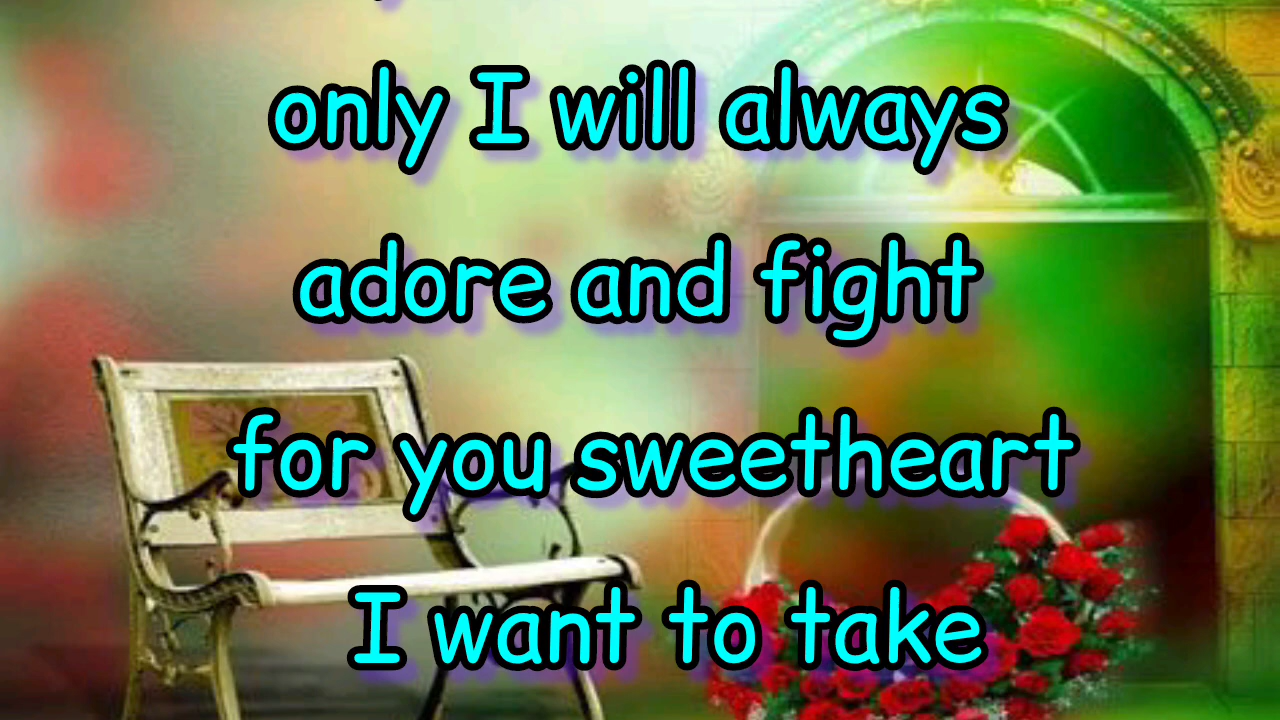 only I will always
adore and fight
for you sweetheart
I want to take